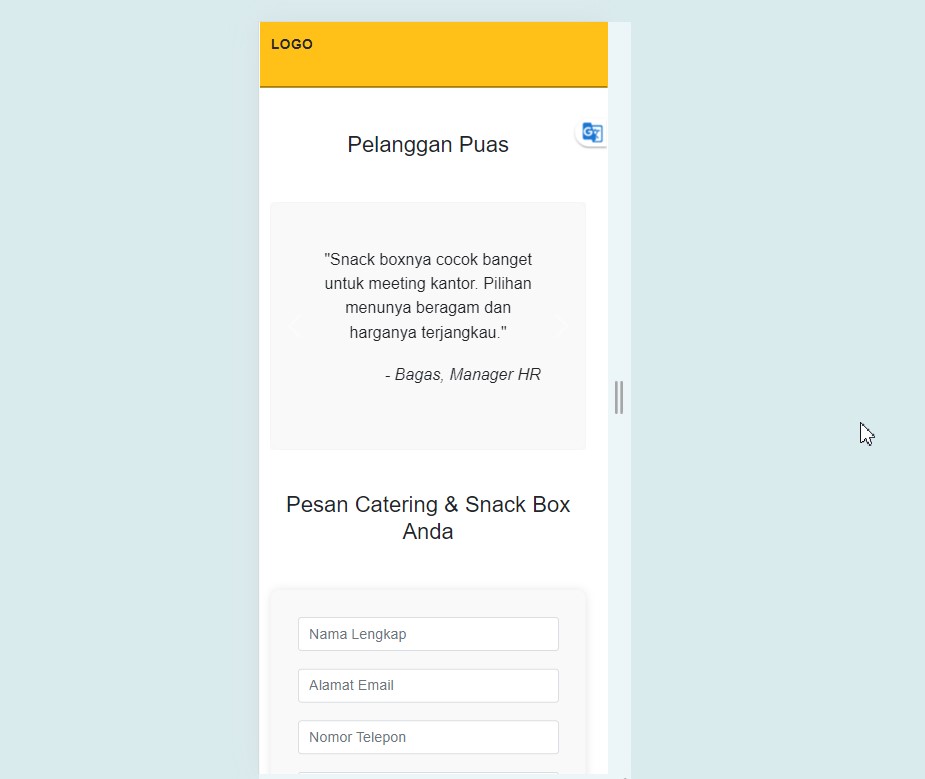 LOGO
Pelanggan Puas
"Snack boxnya cocok banget
untuk meeting kantor. Pilihan
menunya beragam dan
harganya terjangkau."
- Bagas, Manager HR
Pesan Catering & Snack Box
Anda
Nama Lengkap
Alamat Email
Nomor Telepon